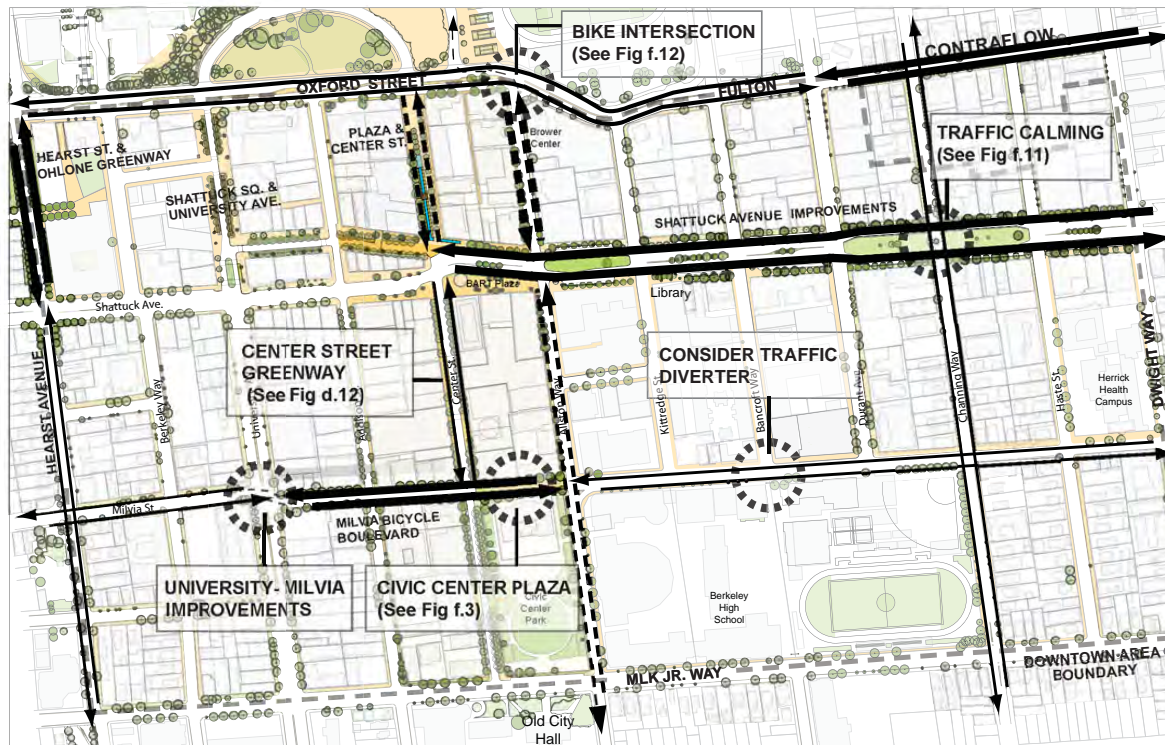 BIKE INTERSECTION
(See Fig f.12)
CONTRAFLOW
OXFORD STREET
FULTON
PLAZA &
CENTER ST.
Brower
Center
TRAFFIC CALMING
(See Fig f.11)
HEARST ST. &
OHLONE GREENWAY
SHATTUCK SQ. &
UNIVERSITY AVE.
SHATTUCK AVENUE IMPROVEMENTS
BART Plaza
Library
Shattuck Ave.
CENTER STREET
GREENWAY
(See Fig d.12)
CONSIDER TRAFFIC
DIVERTER
HEARST AVENUE
Berkeley Way
Center St.
Allston Way
Kittredge St.
Bancroft Way
Durant Ave.
Channing Way
Haste St.
Herrick
Health
Campus
DWIGHT WAY
Milvia St.
MILVIA BICYCLE
BOULEVARD
UNIVERSITY- MILVIA
IMPROVEMENTS
CIVIC CENTER PLAZA
(See Fig f.3)
Civic
Center
Park
Berkeley
High
School
MLK JR. WAY
DOWNTOWN AREA
BOUNDARY
Old City
Hall